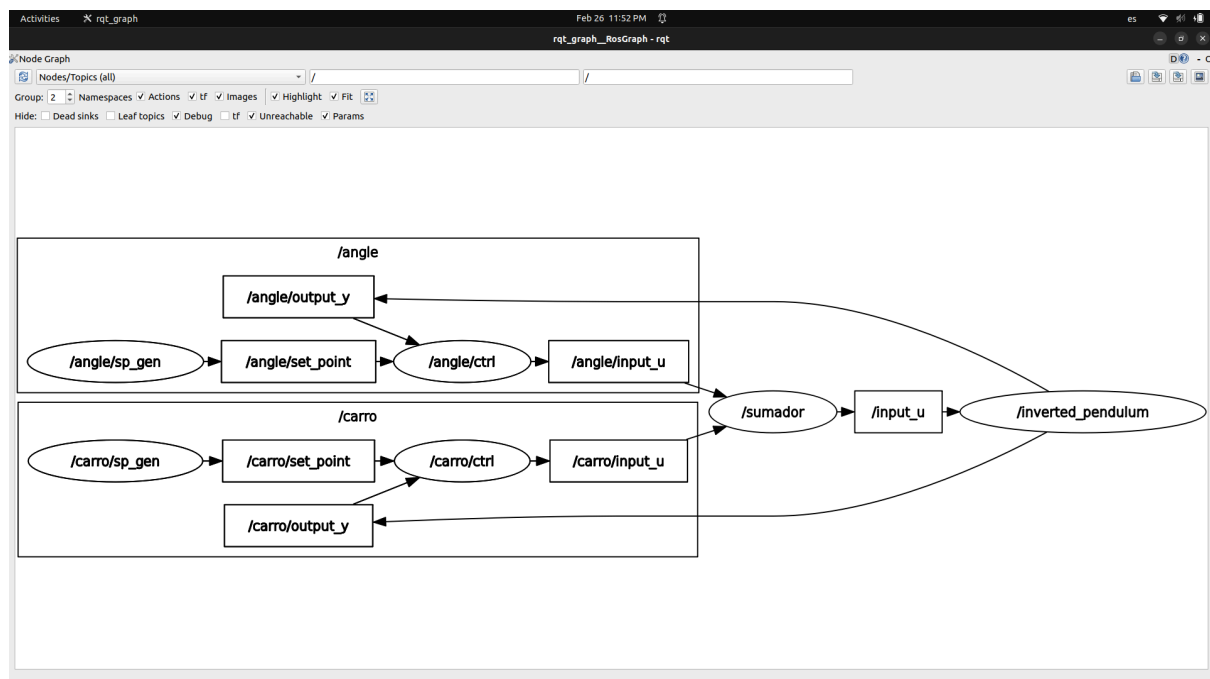 Activities rqt_graph Feb 26 11:52 PM es
rqt_graph__RosGraph - rqt
Node Graph D - O
Nodes/Topics (all) / /
Group: 2 Namespaces Actions tf Images Highlight Fit
Hide: Dead sinks Leaf topics Debug tf Unreachable Params
/angle
/angle/output_y
/angle/sp_gen /angle/set_point /angle/ctrl /angle/input_u
/carro
/sumador /input_u /inverted_pendulum
/carro/sp_gen /carro/set_point /carro/ctrl /carro/input_u
/carro/output_y